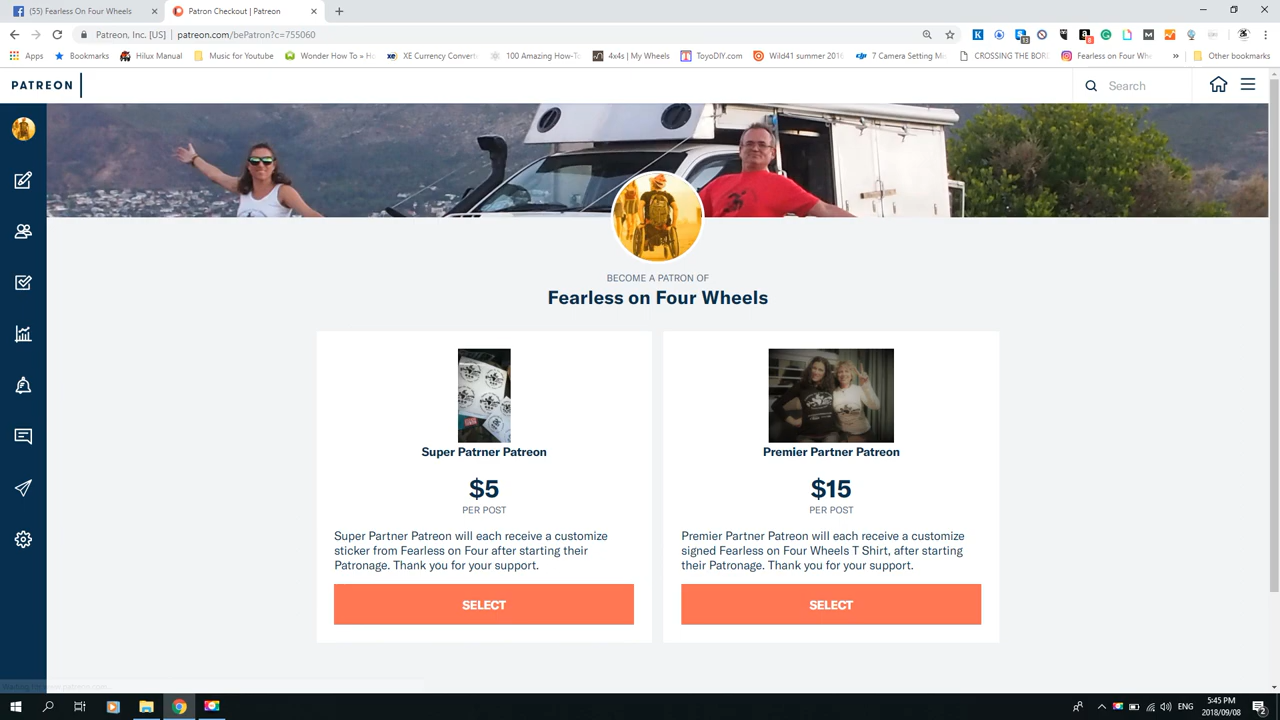 (55) Fearless On Four Wheels
Patron Checkout | Patreon
Patreon, Inc. [US] | patreon.com/bePatron?c=755060
Apps
Bookmarks
Hilux Manual
Music for Youtube
Wonder How To » H
XE Currency Convert
100 Amazing How-T
4x4s | My Wheels
ToyoDIY.com
Wild41 summer 2016
7 Camera Setting M
CROSSING THE BOR
Fearless on Four Whe
»
Other bookmarks
PATREON
Search
BECOME A PATRON OF
Fearless on Four Wheels
Super Patrner Patreon
$5
PER POST
Super Partner Patreon will each receive a customize
sticker from Fearless on Four after starting their
Patronage. Thank you for your support.
SELECT
Premier Partner Patreon
$15
PER POST
Premier Partner Patreon will each receive a customize
signed Fearless on Four Wheels T Shirt, after starting
their Patronage. Thank you for your support.
SELECT
ENG
5:45 PM
2018/09/08
2